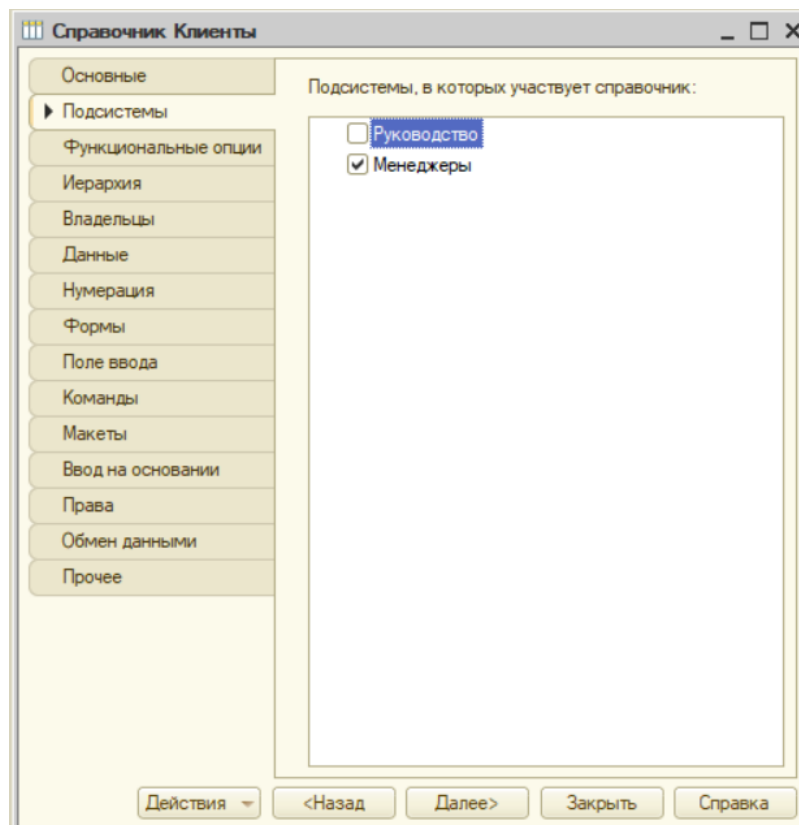 Справочник Клиенты
Основные
Подсистемы
Функциональные опции
Иерархия
Владельцы
Данные
Нумерация
Формы
Поле ввода
Команды
Макеты
Ввод на основании
Права
Обмен данными
Прочее
Подсистемы, в которых участвует справочник:
Руководство
Менеджеры
Действия
<Назад
Далее>
Закрыть
Справка